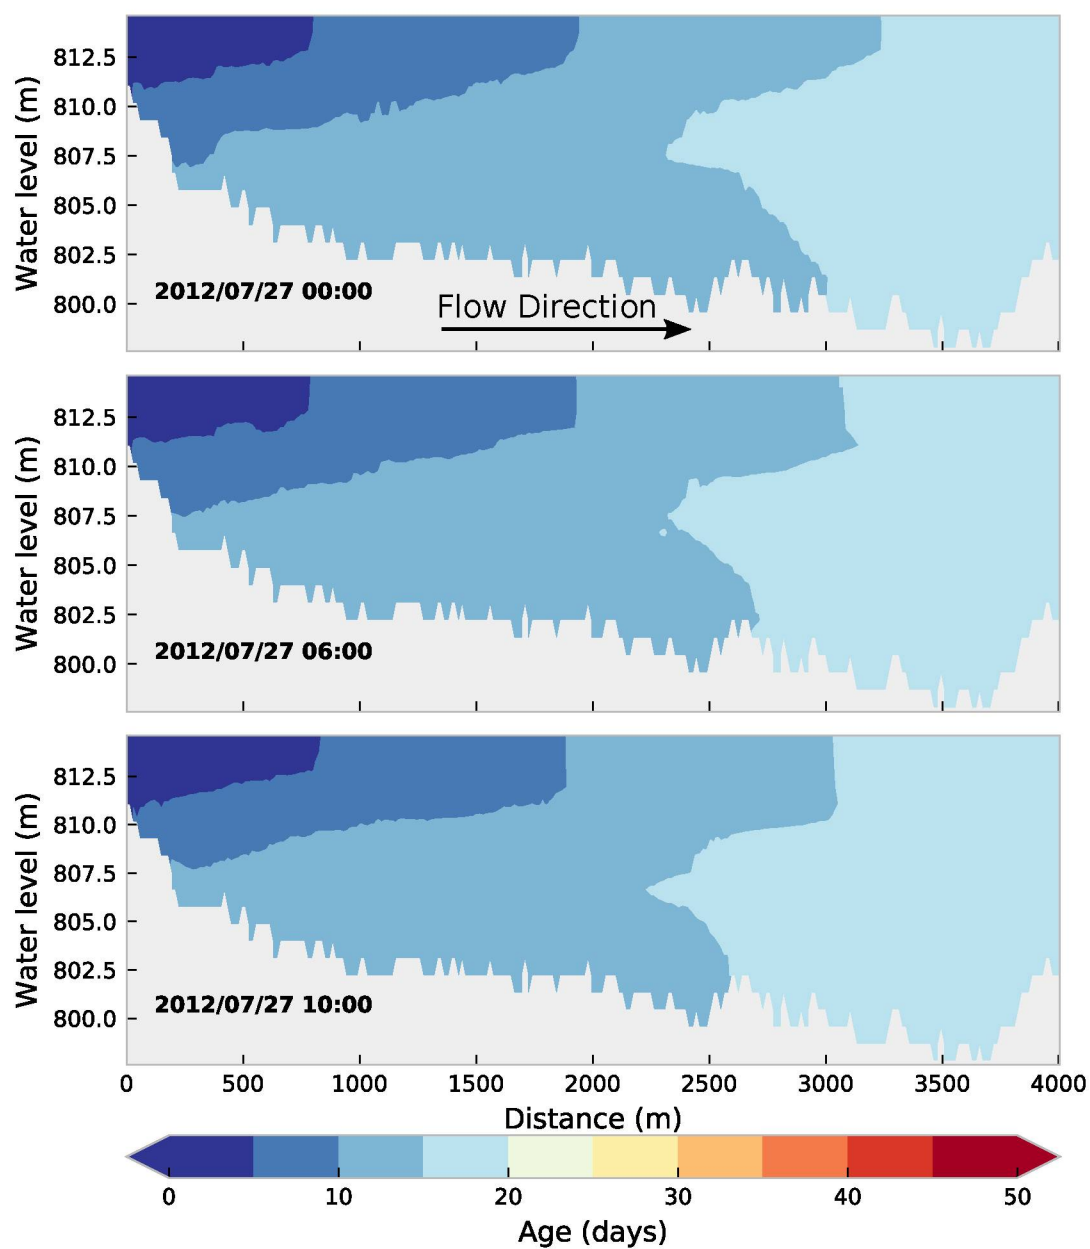 812.5
810.0
807.5
805.0
802.5
800.0
Water level (m)
2012/07/27 00:00
Flow Direction
812.5
810.0
807.5
805.0
802.5
800.0
Water level (m)
2012/07/27 06:00
812.5
810.0
807.5
805.0
802.5
800.0
Water level (m)
2012/07/27 10:00
0 500 1000 1500 2000 2500 3000 3500 4000
Distance (m)
0 10 20 30 40 50
Age (days)